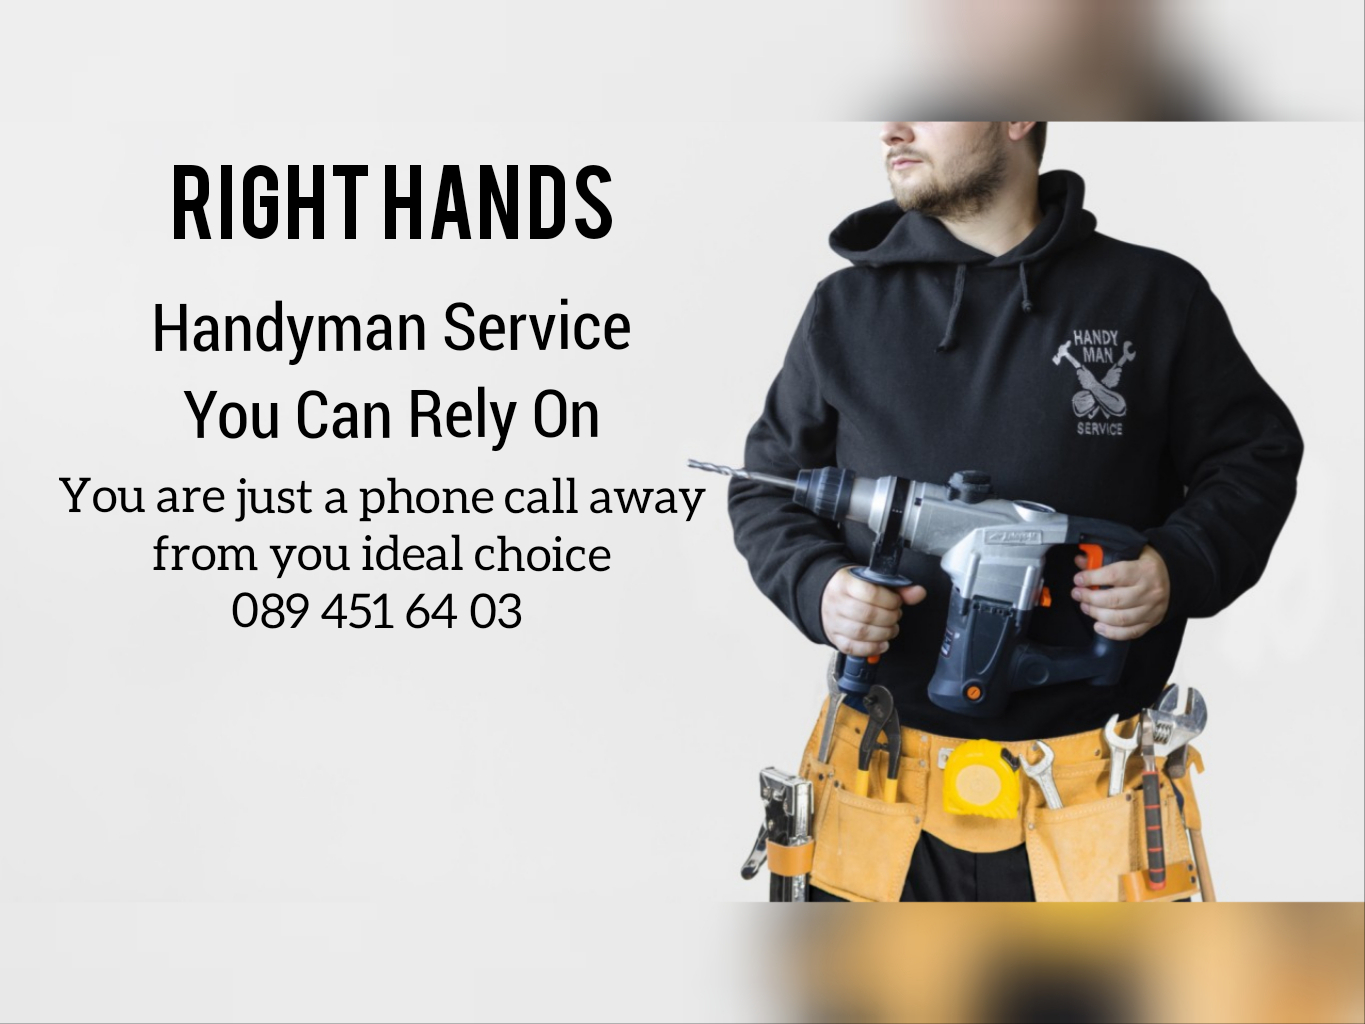 RIGHT HANDS
Handyman Service
You Can Rely On
You are just a phone call away
from you ideal choice
089 451 64 03
HANDY
MAN
SERVICE